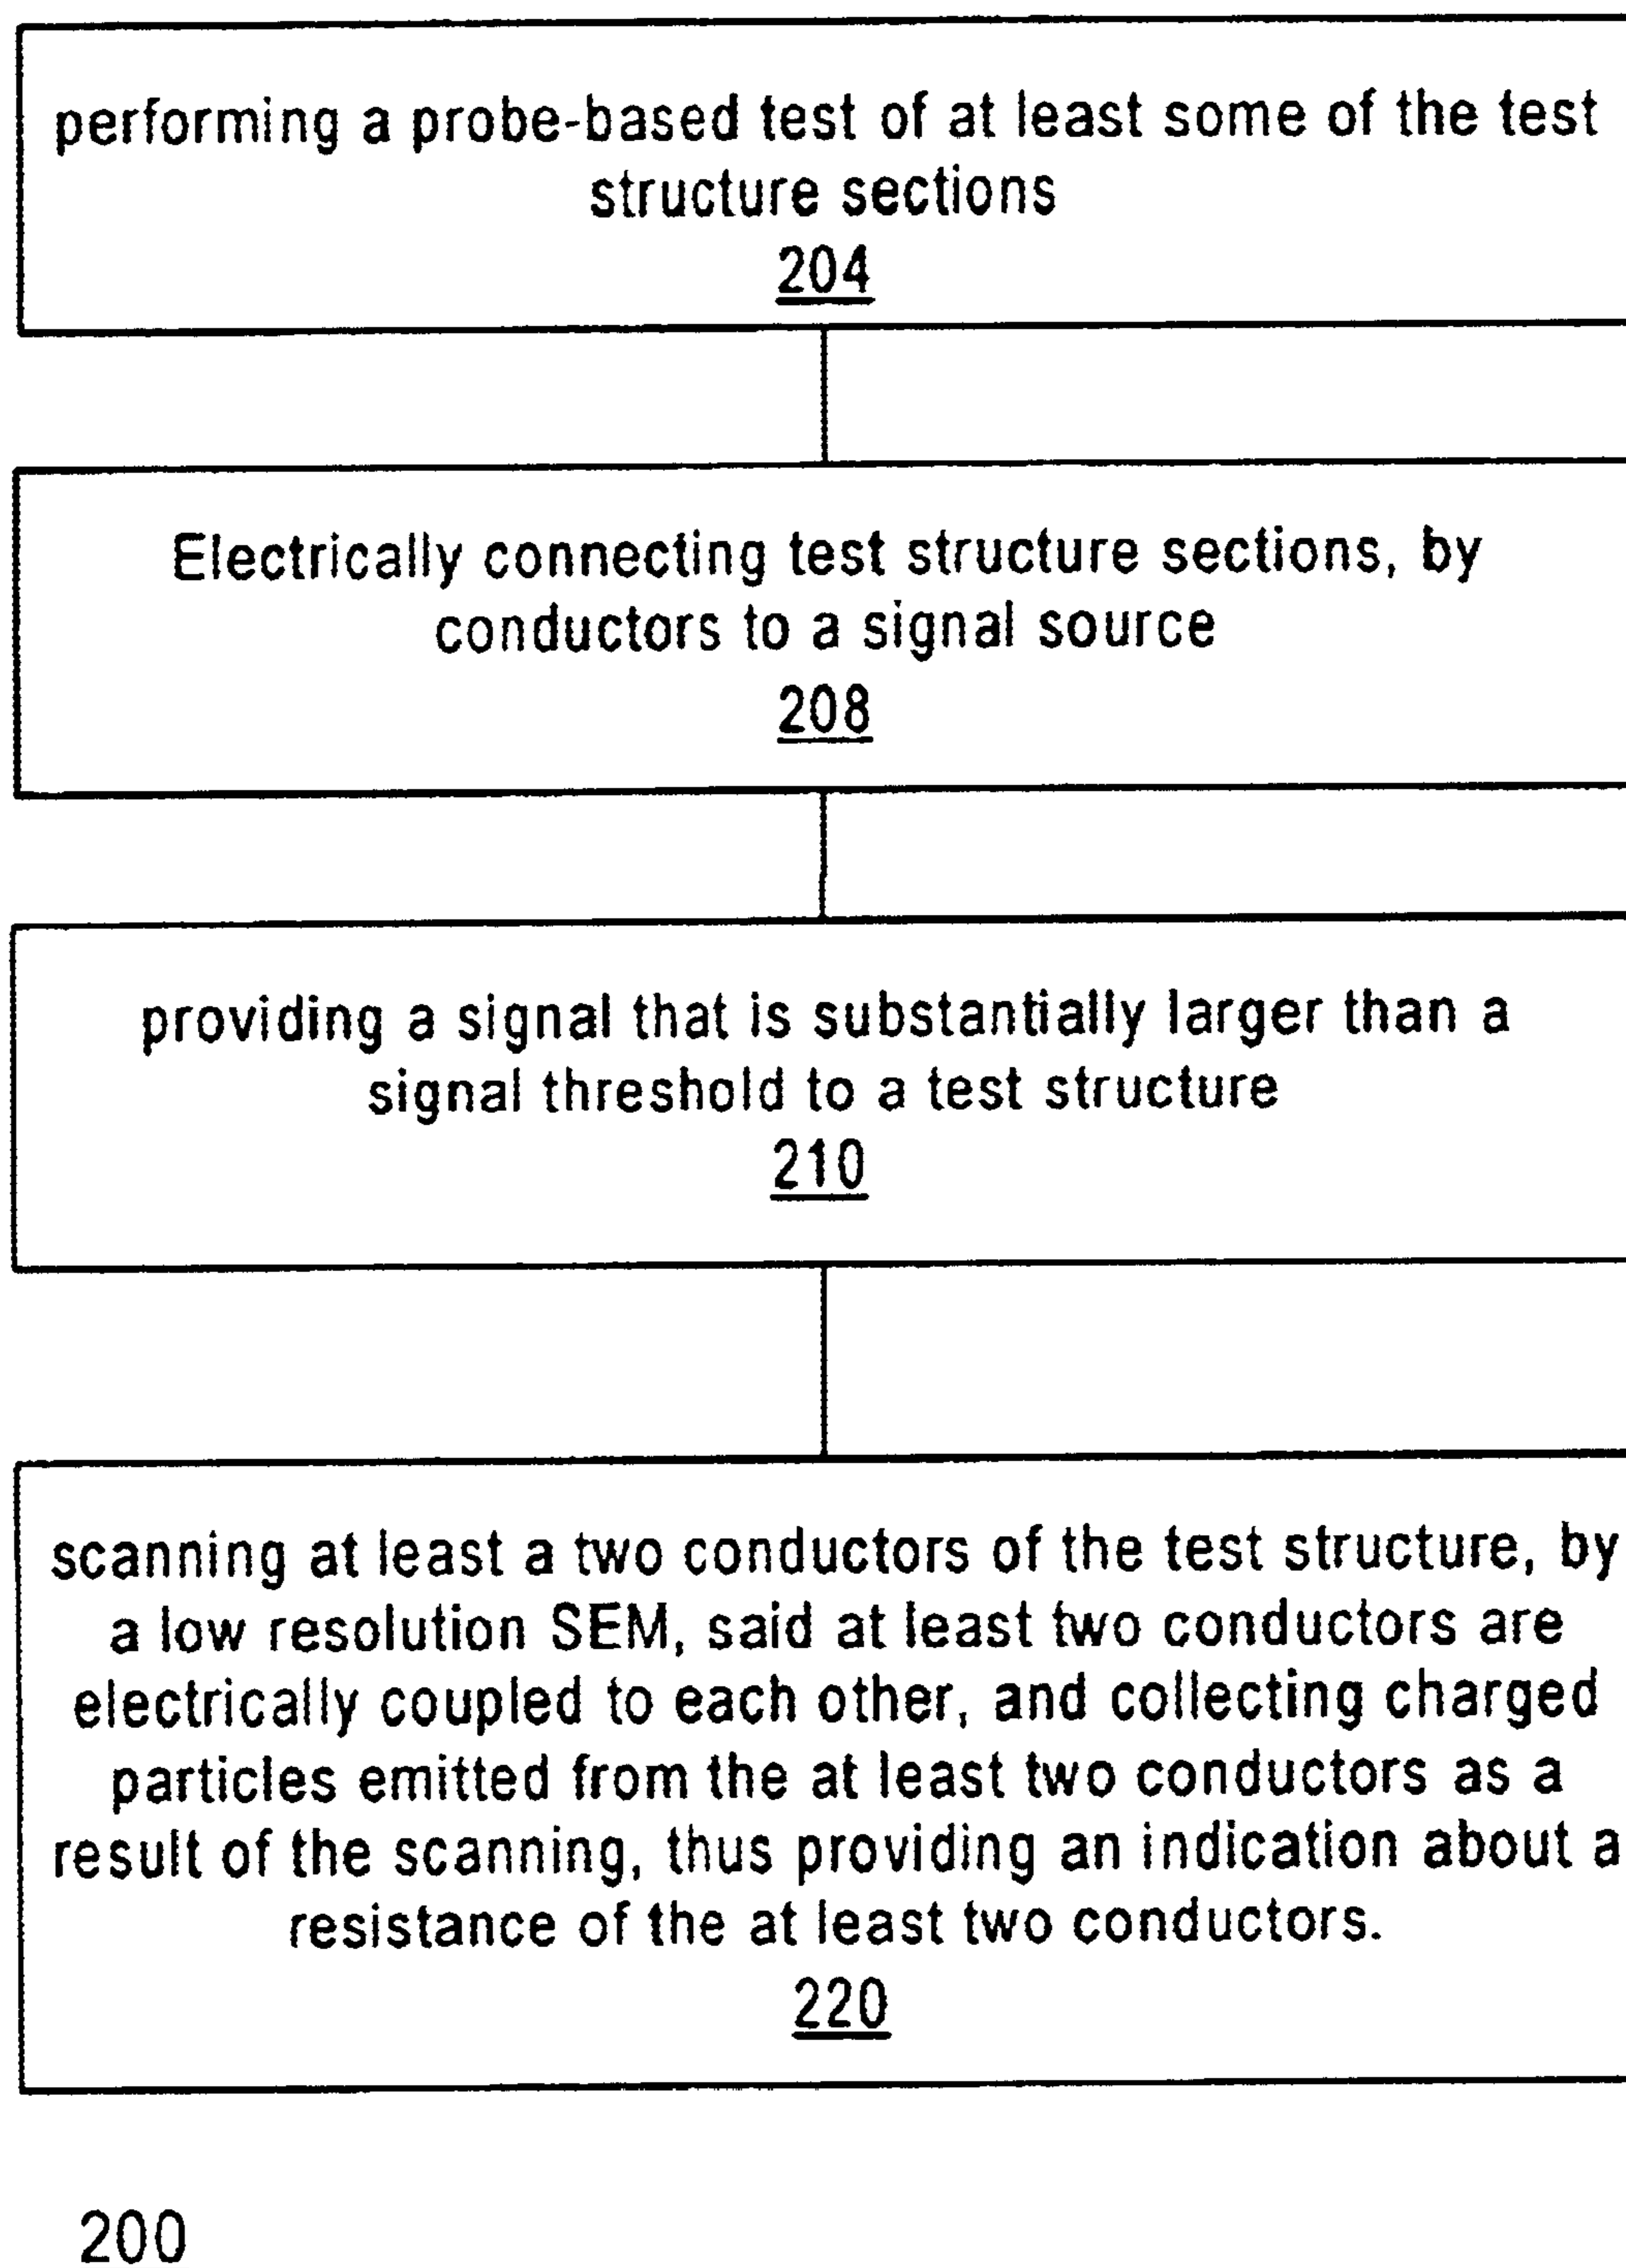 performing a probe-based test of at least some of the test
structure sections
204
Electrically connecting test structure sections, by
conductors to a signal source
208
providing a signal that is substantially larger than a
signal threshold to a test structure
210
scanning at least a two conductors of the test structure, by
a low resolution SEM, said at least two conductors are
electrically coupled to each other, and collecting charged
particles emitted from the at least two conductors as a
result of the scanning, thus providing an indication about a
resistance of the at least two conductors.
220
200